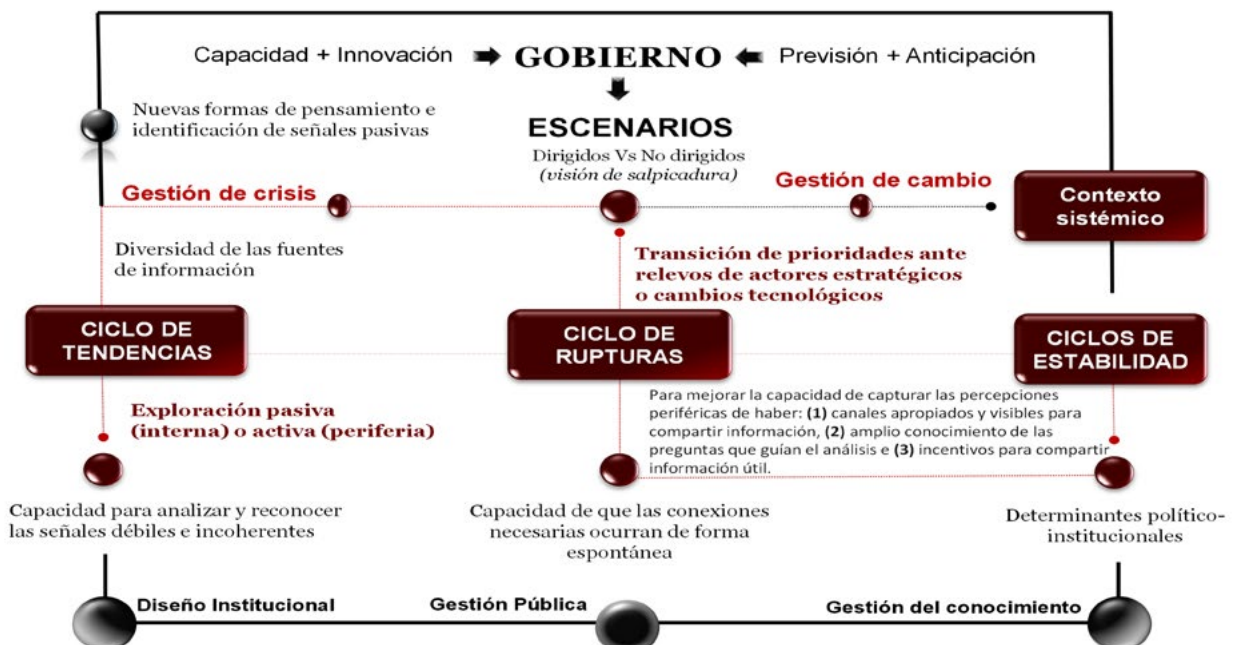 Capacidad + Innovación
GOBIERNO
Previsión + Anticipación
Nuevas formas de pensamiento e
identificación de señales pasivas
ESCENARIOS
Dirigidos Vs No dirigidos
(visión de salpicadura)
Gestión de crisis
Gestión de cambio
Contexto
sistémico
Diversidad de las fuentes
de información
Transición de prioridades ante
relevos de actores estratégicos
o cambios tecnológicos
CICLO DE
TENDENCIAS
CICLO DE
RUPTURAS
CICLOS DE
ESTABILIDAD
Exploración pasiva
(interna) o activa (periferia)
Para mejorar la capacidad de capturar las percepciones
periféricas de haber: (1) canales apropiados y visibles para
compartir información, (2) amplio conocimiento de las
preguntas que guían el análisis e (3) incentivos para compartir
información útil.
Capacidad para analizar y reconocer
las señales débiles e incoherentes
Capacidad de que las conexiones
necesarias ocurran de forma
espontánea
Determinantes político-
institucionales
Diseño Institucional
Gestión Pública
Gestión del conocimiento